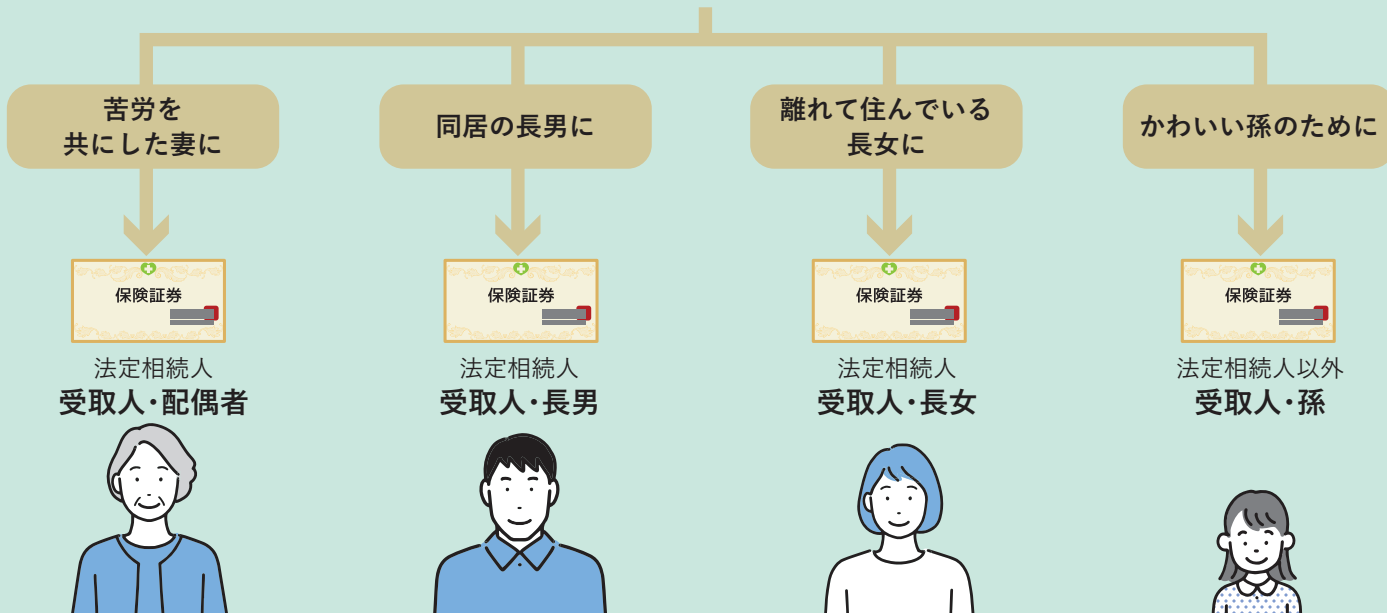 苦労を
共にした妻に
同居の長男に
離れて住んでいる
長女に
かわいい孫のために
保険証券
保険証券
保険証券
保険証券
法定相続人
受取人・配偶者
法定相続人
受取人・長男
法定相続人
受取人・長女
法定相続人以外
受取人・孫